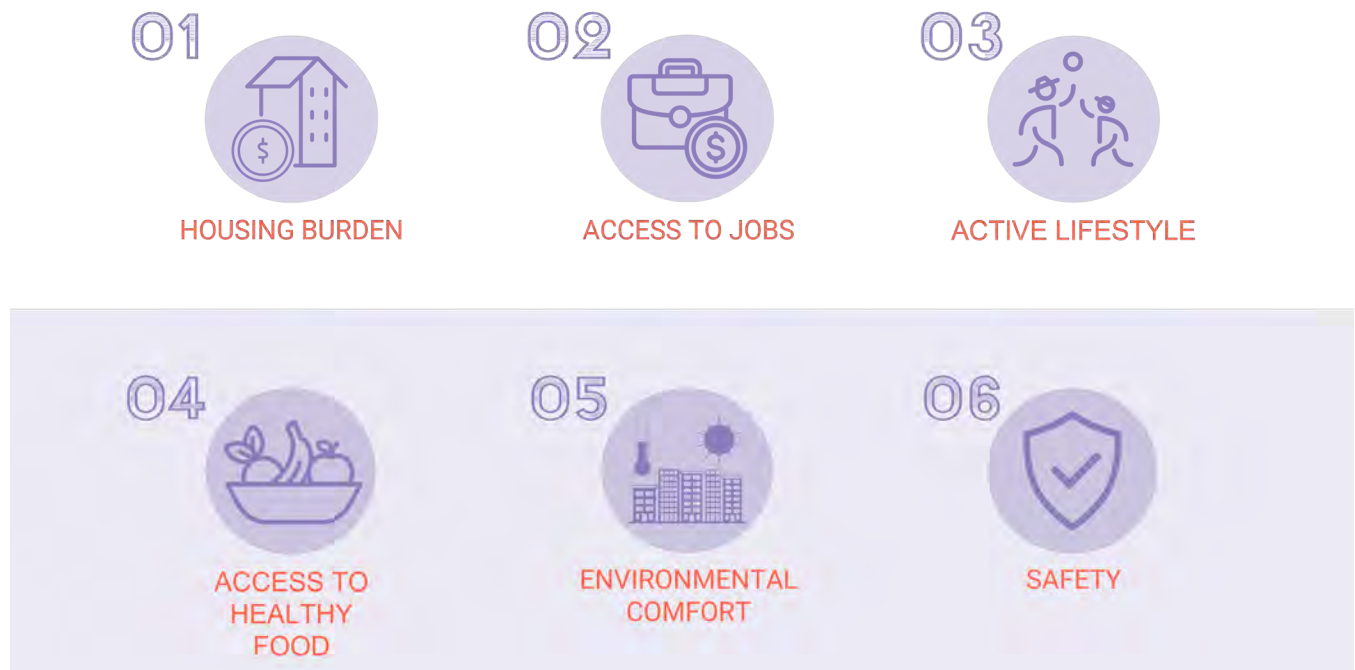 01
02
03
$
$
HOUSING BURDEN
ACCESS TO JOBS
ACTIVE LIFESTYLE
04
05
06
ACCESS TO
HEALTHY
FOOD
ENVIRONMENTAL
COMFORT
SAFETY